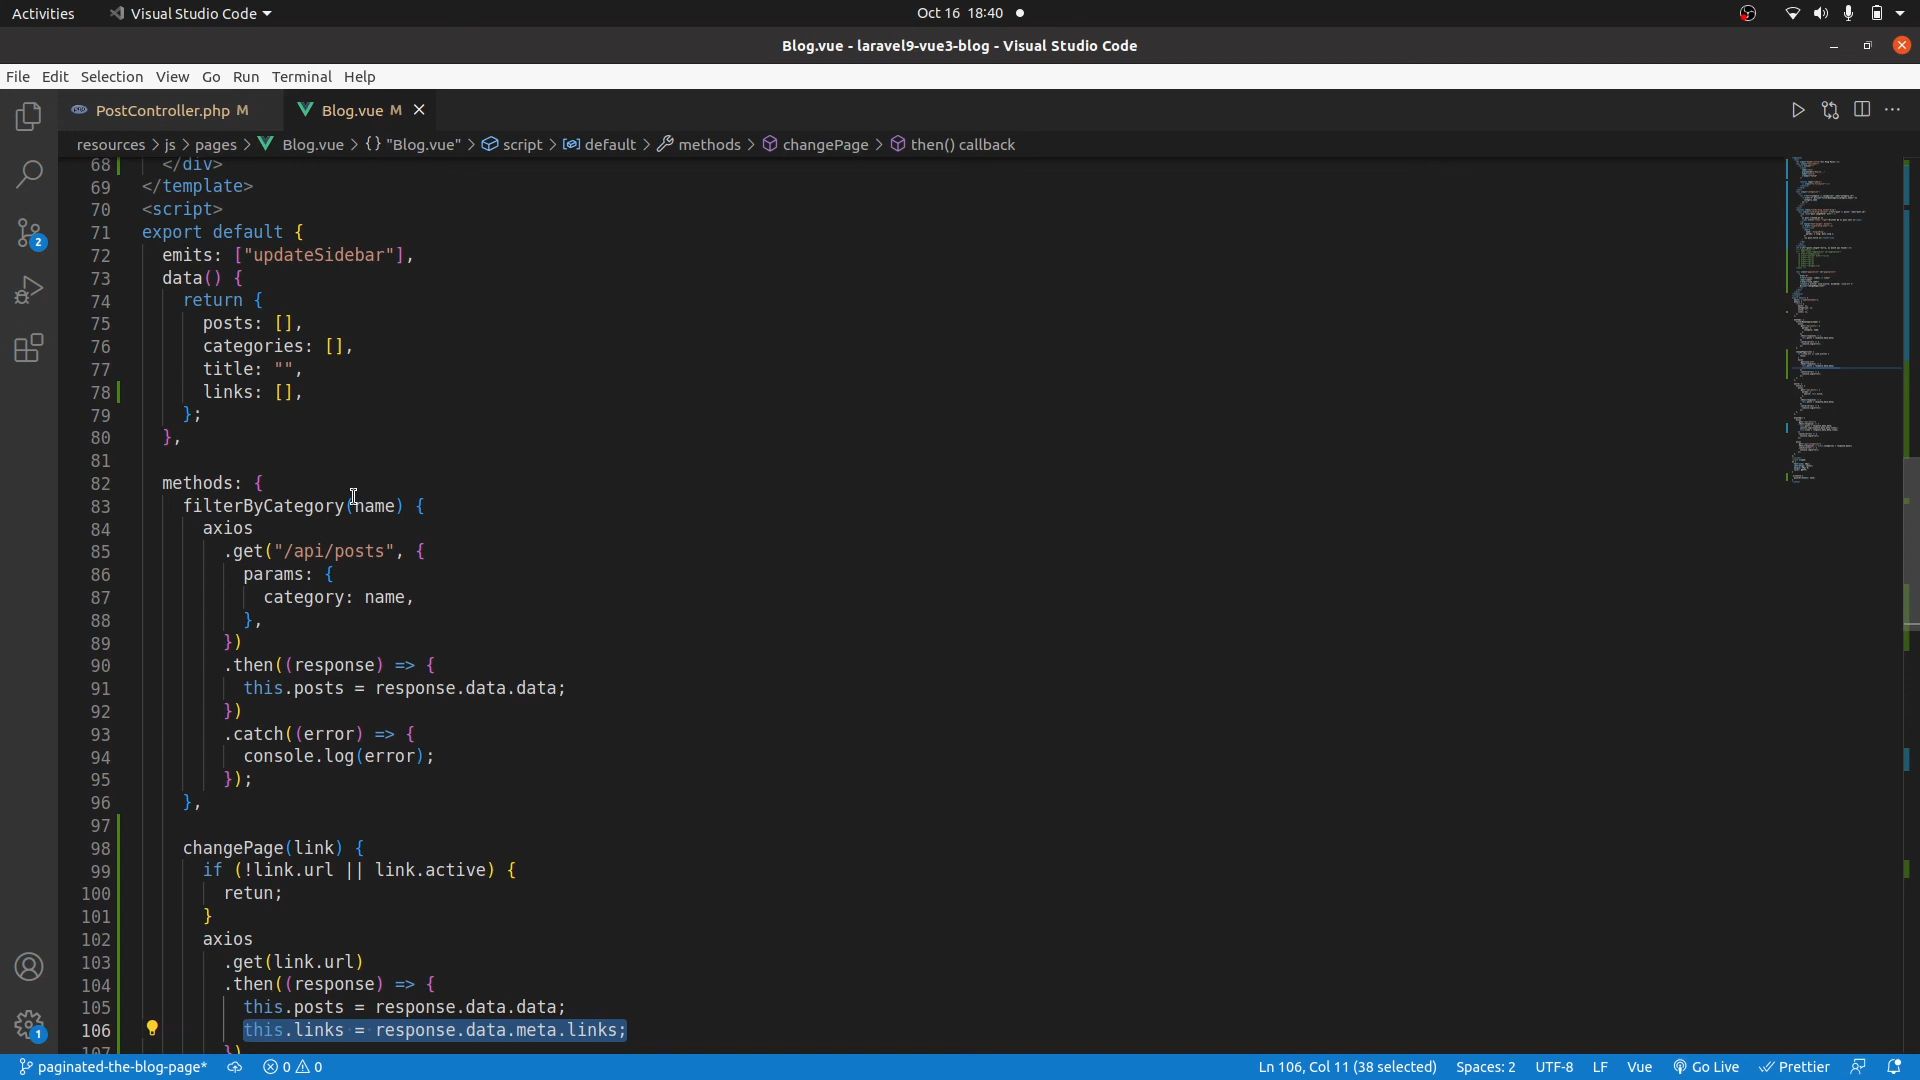 Activities
Visual Studio Code
Oct 16 18:40
Blog.vue - laravel9-vue3-blog - Visual Studio Code
File Edit Selection View Go Run Terminal Help
PostController.php M
Blog.vue M
resources > js > pages > Blog.vue > {} "Blog.vue" > script > default > methods > changePage > then() callback
68 </div>
69 </template>
70 <script>
71 export default {
72 emits: ["updateSidebar"],
73 data() {
74 return {
75 posts: [],
76 categories: [],
77 title: "",
78 links: [],
79 };
80 },
81
82 methods: {
83 filterByCategory(name) {
84 axios
85 .get("/api/posts", {
86 params: {
87 category: name,
88 },
89 })
90 .then((response) => {
91 this.posts = response.data.data;
92 })
93 .catch((error) => {
94 console.log(error);
95 });
96 },
97
98 changePage(link) {
99 if (!link.url || link.active) {
100 retun;
101 }
102 axios
103 .get(link.url)
104 .then((response) => {
105 this.posts = response.data.data;
106 this.links = response.data.meta.links;
107 })
2
1
paginated-the-blog-page* 0 0 Ln 106, Col 11 (38 selected) Spaces: 2 UTF-8 LF Vue Go Live Prettier